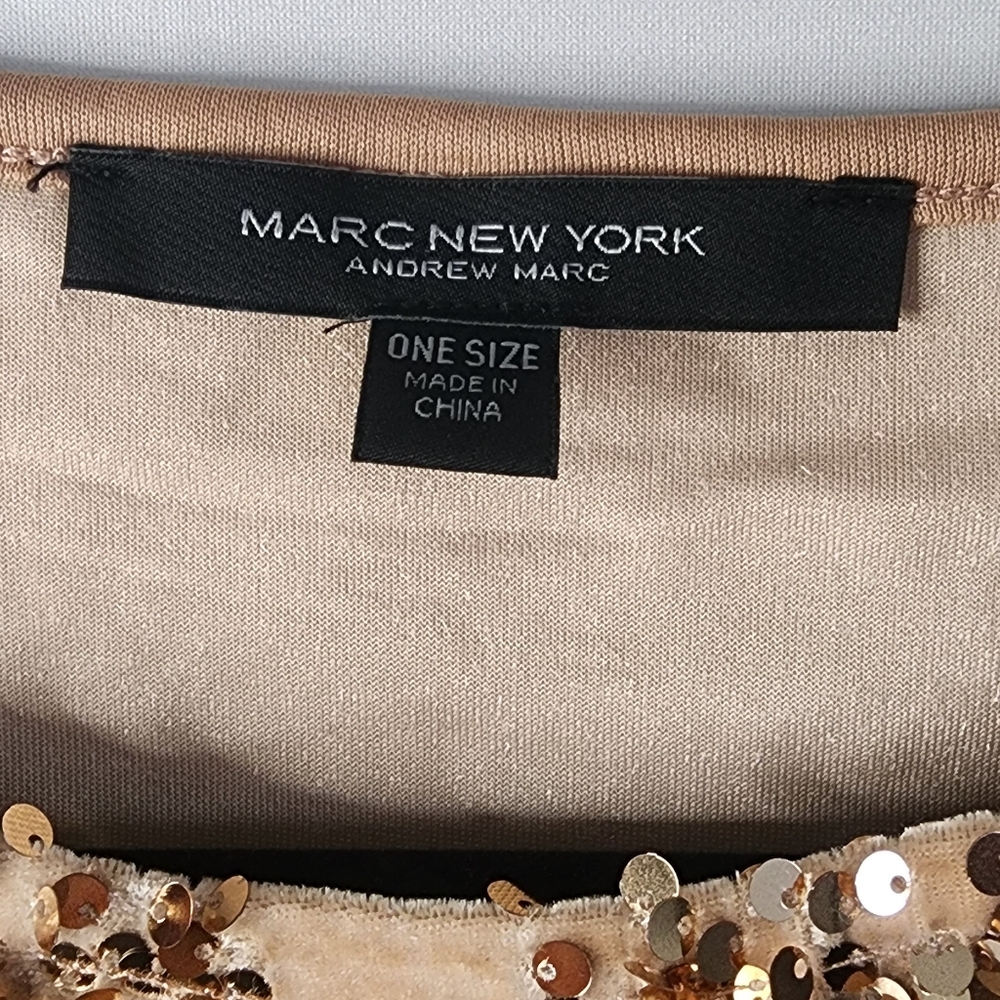 MARC NEW YORK
ANDREW MARC
ONE SIZE
MADE IN
CHINA